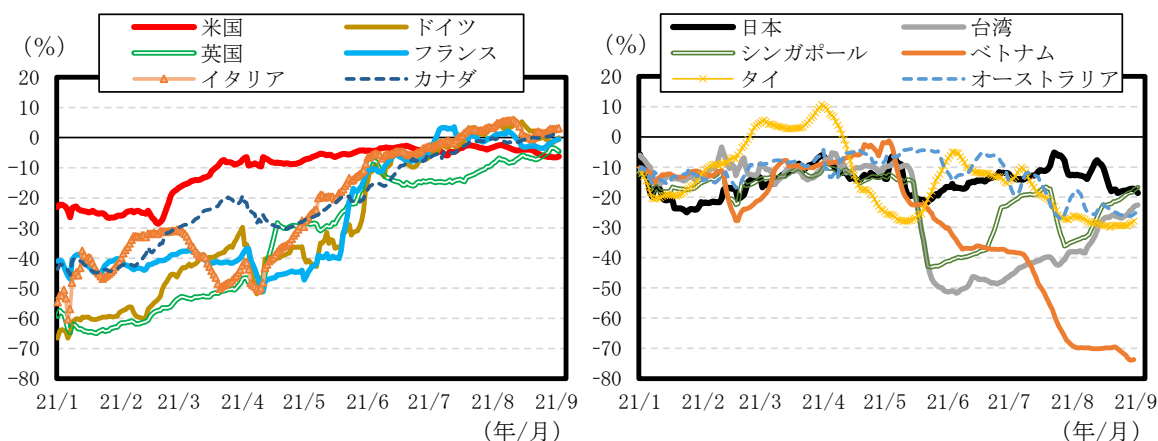 米国 ドイツ
英国 フランス
イタリア カナダ
(%)
20
10
0
-10
-20
-30
-40
-50
-60
-70
-80
21/1 21/2 21/3 21/4 21/5 21/6 21/7 21/8 21/9
(年/月)
日本 台湾
シンガポール ベトナム
タイ オーストラリア
(%)
20
10
0
-10
-20
-30
-40
-50
-60
-70
-80
21/1 21/2 21/3 21/4 21/5 21/6 21/7 21/8 21/9
(年/月)